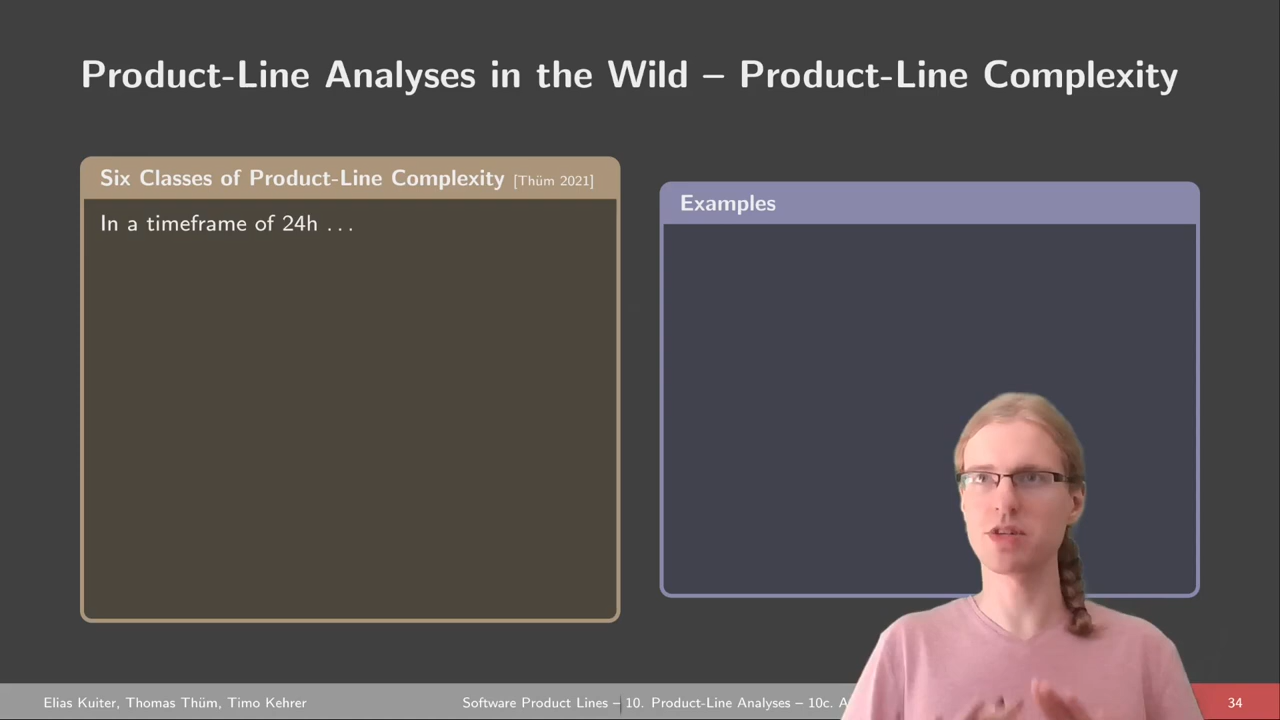 Product-Line Analyses in the Wild – Product-Line Complexity
Six Classes of Product-Line Complexity [Thüm 2021]
In a timeframe of 24h ...
Examples
Elias Kuiter, Thomas Thüm, Timo Kehrer
Software Product Lines – 10. Product-Line Analyses – 10c.
34